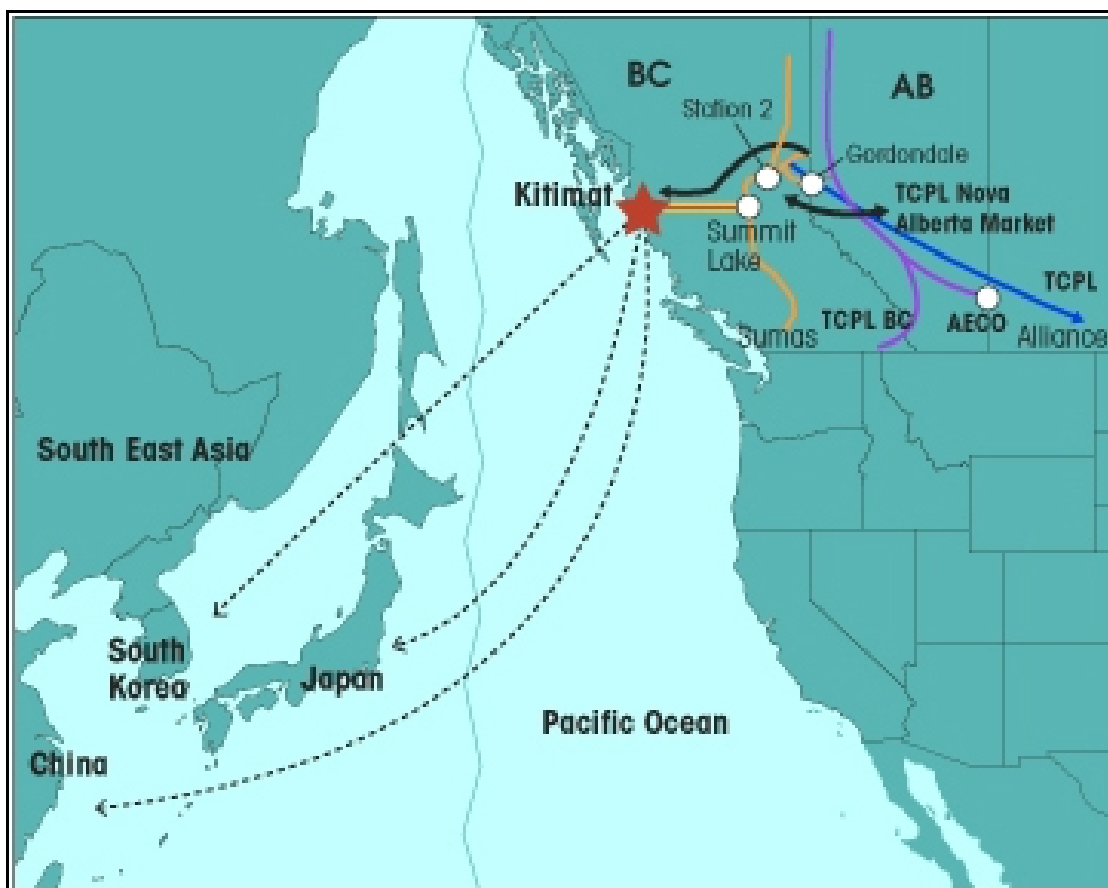 BC
AB
Station 2
Gordondale
Kitimat
TCPL Nova
Alberta Market
Summit
Lake
TCPL
Sumas
TCPL BC
AECO
Alliance
South East Asia
South
Korea
Japan
Pacific Ocean
China